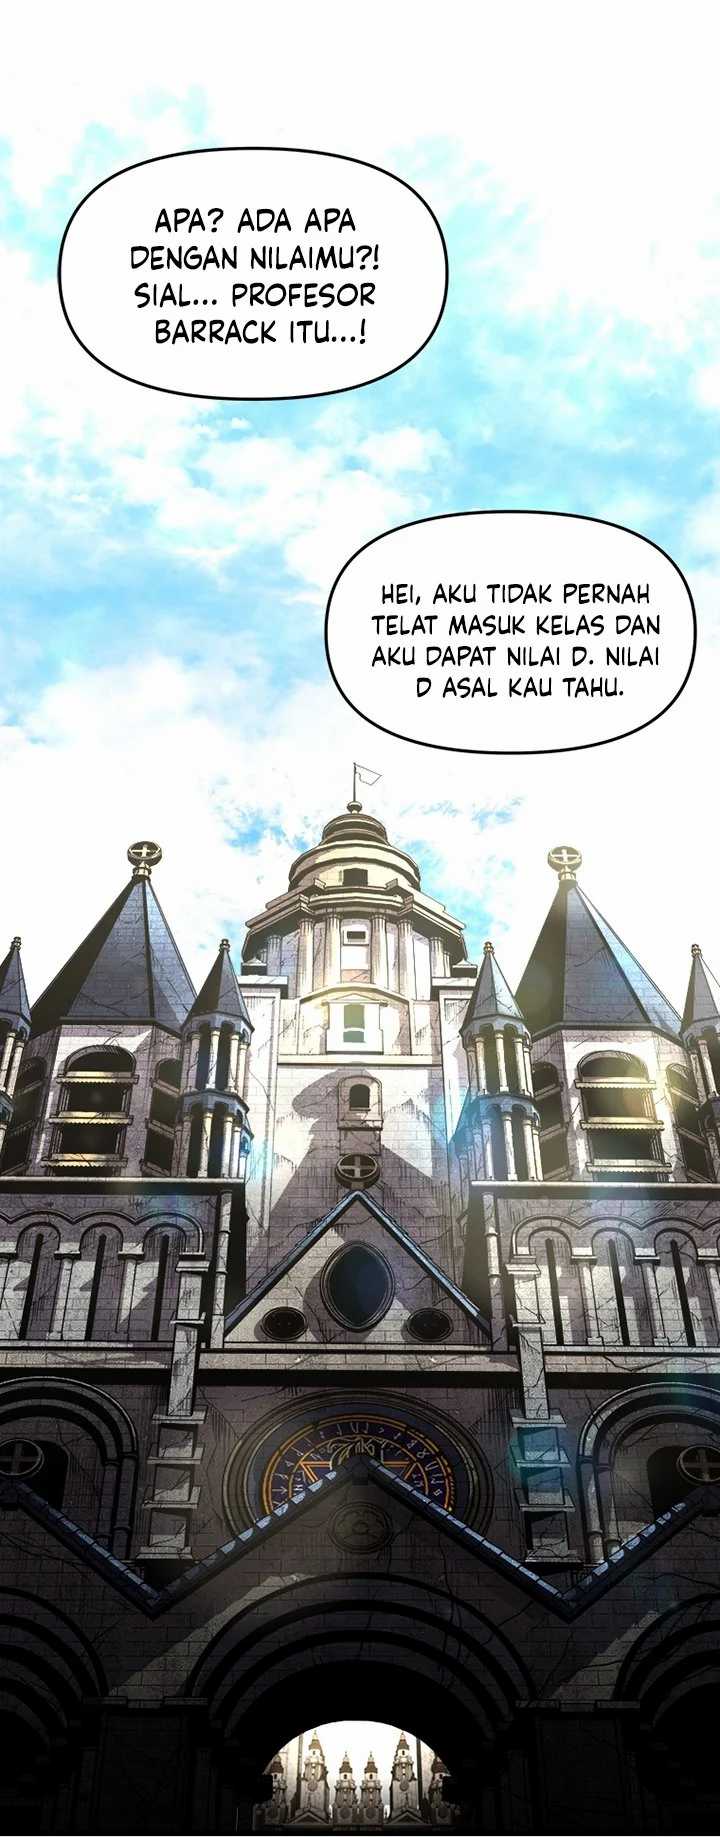 APA? ADA APA
DENGAN NILAIMU?!
SIAL... PROFESOR
BARRACK ITU...!
HEI, AKU TIDAK PERNAH
TELAT MASUK KELAS DAN
AKU DAPAT NILAI D. NILAI
D ASAL KAU TAHU.